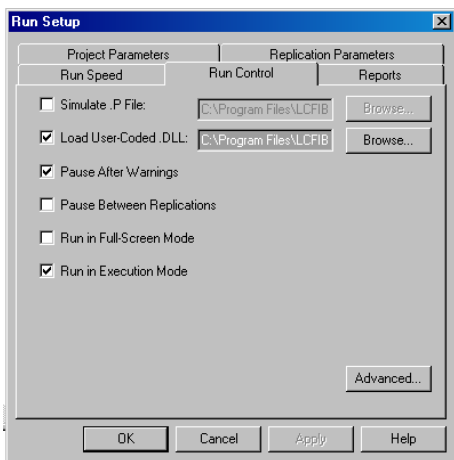 Run Setup
Project Parameters Replication Parameters
Run Speed Run Control Reports
Simulate .P File: C:\Program Files\LCFIB Browse...
Load User-Coded .DLL: C:\Program Files\LCFIB Browse...
Pause After Warnings
Pause Between Replications
Run in Full-Screen Mode
Run in Execution Mode
Advanced...
OK Cancel Apply Help